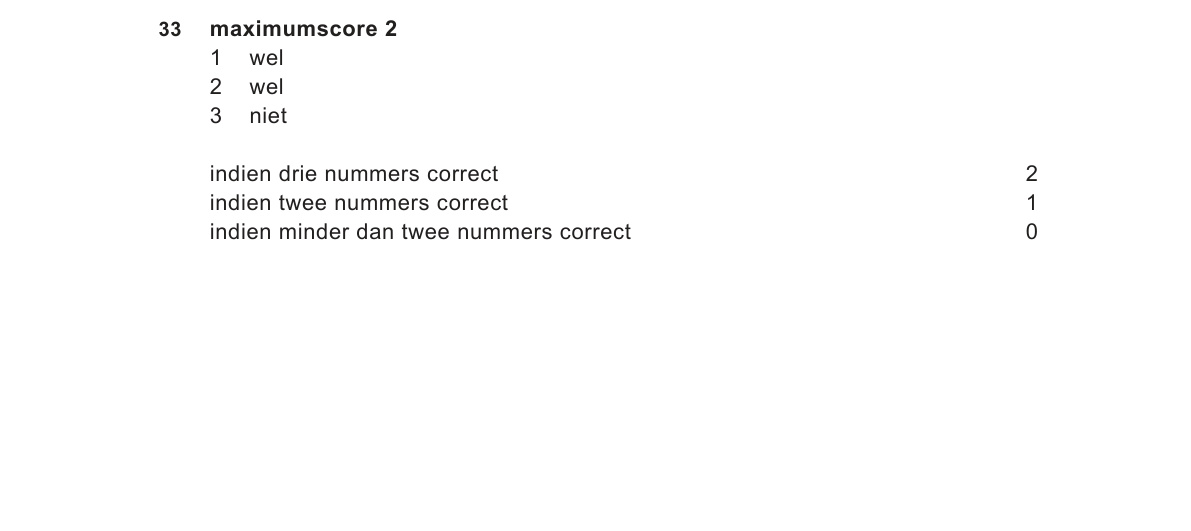 33 maximumscore 2
1 wel
2 wel
3 niet
indien drie nummers correct 2
indien twee nummers correct 1
indien minder dan twee nummers correct 0